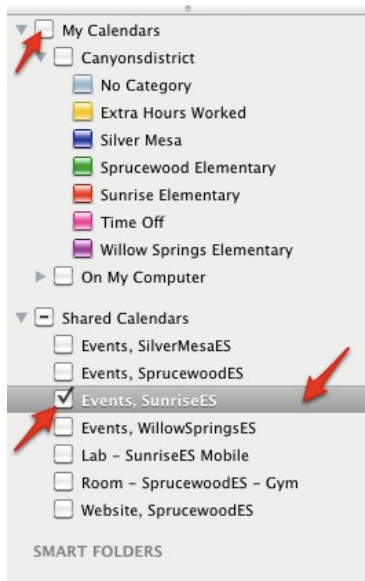 My Calendars
Canyonsdistrict
No Category
Extra Hours Worked
Silver Mesa
Sprucewood Elementary
Sunrise Elementary
Time Off
Willow Springs Elementary
On My Computer
Shared Calendars
Events, SilverMesaES
Events, SprucewoodES
Events, SunriseES
Events, WillowSpringsES
Lab – SunriseES Mobile
Room – SprucewoodES – Gym
Website, SprucewoodES
SMART FOLDERS